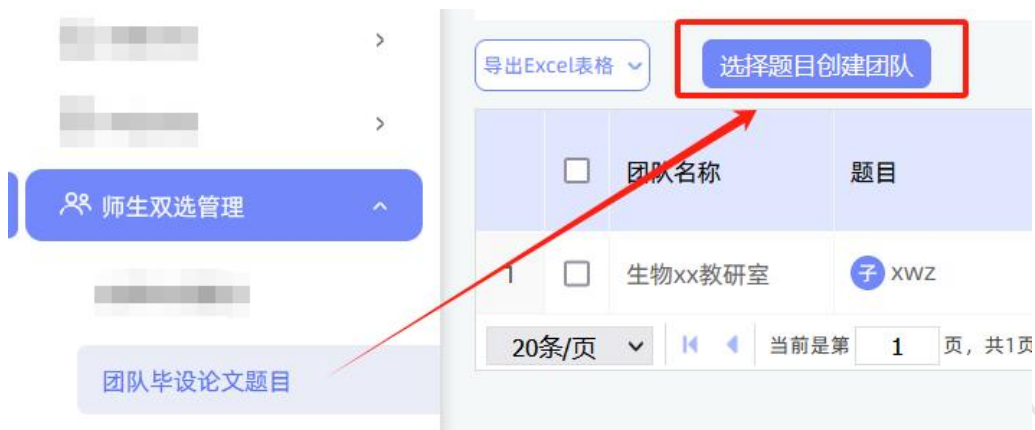 导出Excel表格
选择题目创建团队
团队名称
题目
师生双选管理
1
生物xx教研室
子 xwz
20条/页
当前是第 1 页，共1页
团队毕设论文题目